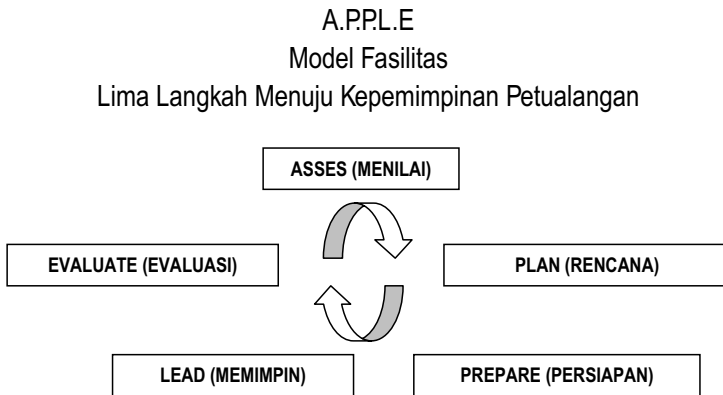 A.P.P.L.E
Model Fasilitas
Lima Langkah Menuju Kepemimpinan Petualangan
ASSES (MENILAI)
EVALUATE (EVALUASI)
PLAN (RENCANA)
LEAD (MEMIMPIN)
PREPARE (PERSIAPAN)